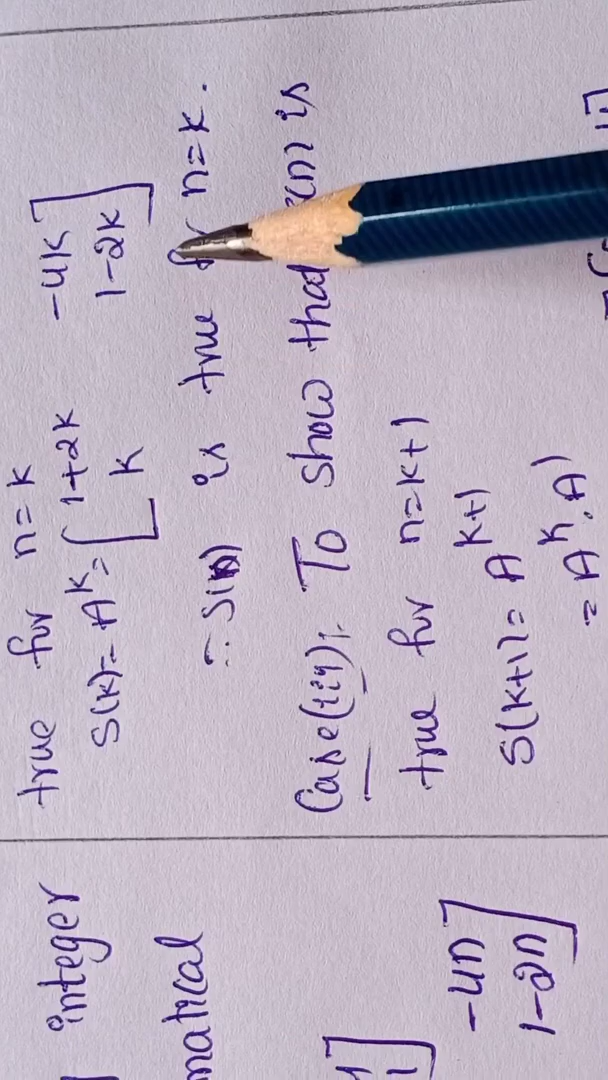 integer
matical
-4n]
1-2n]
true for n=k
S(k)= A^k = [1+2k -4k]
k 1-2k]
∴ S(n) is true n=k.
Case(iii):- To show that is
true for n=k+1
S(k+1)= A^k+1
= A^k. A^1